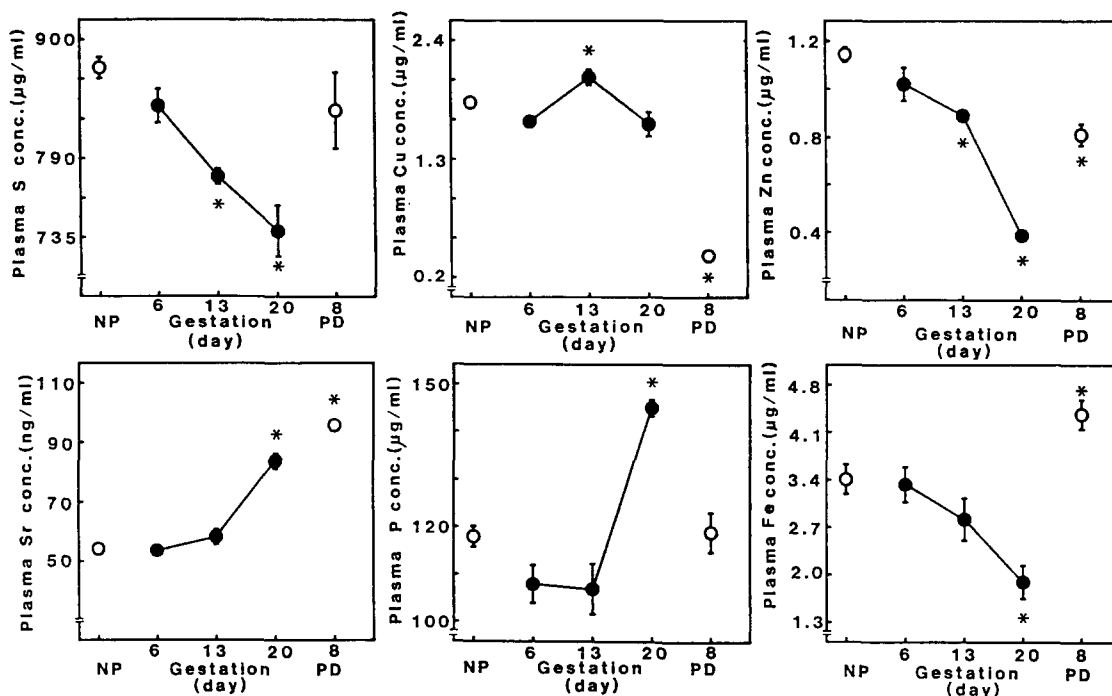 Plasma S conc.(µg/ml)
900
790
735
*
*
6 13 20 8
NP Gestation PD
(day)
Plasma Cu conc.(µg/ml)
2.4
1.3
0.2
*
*
6 13 20 8
NP Gestation PD
(day)
Plasma Zn conc.(µg/ml)
1.2
0.8
0.4
*
*
*
6 13 20 8
NP Gestation PD
(day)
Plasma Sr conc.(ng/ml)
110
90
70
50
*
*
6 13 20 8
NP Gestation PD
(day)
Plasma P conc.(µg/ml)
150
120
100
*
6 13 20 8
NP Gestation PD
(day)
Plasma Fe conc.(µg/ml)
4.8
4.1
3.4
2.7
2.0
1.3
*
*
6 13 20 8
NP Gestation PD
(day)